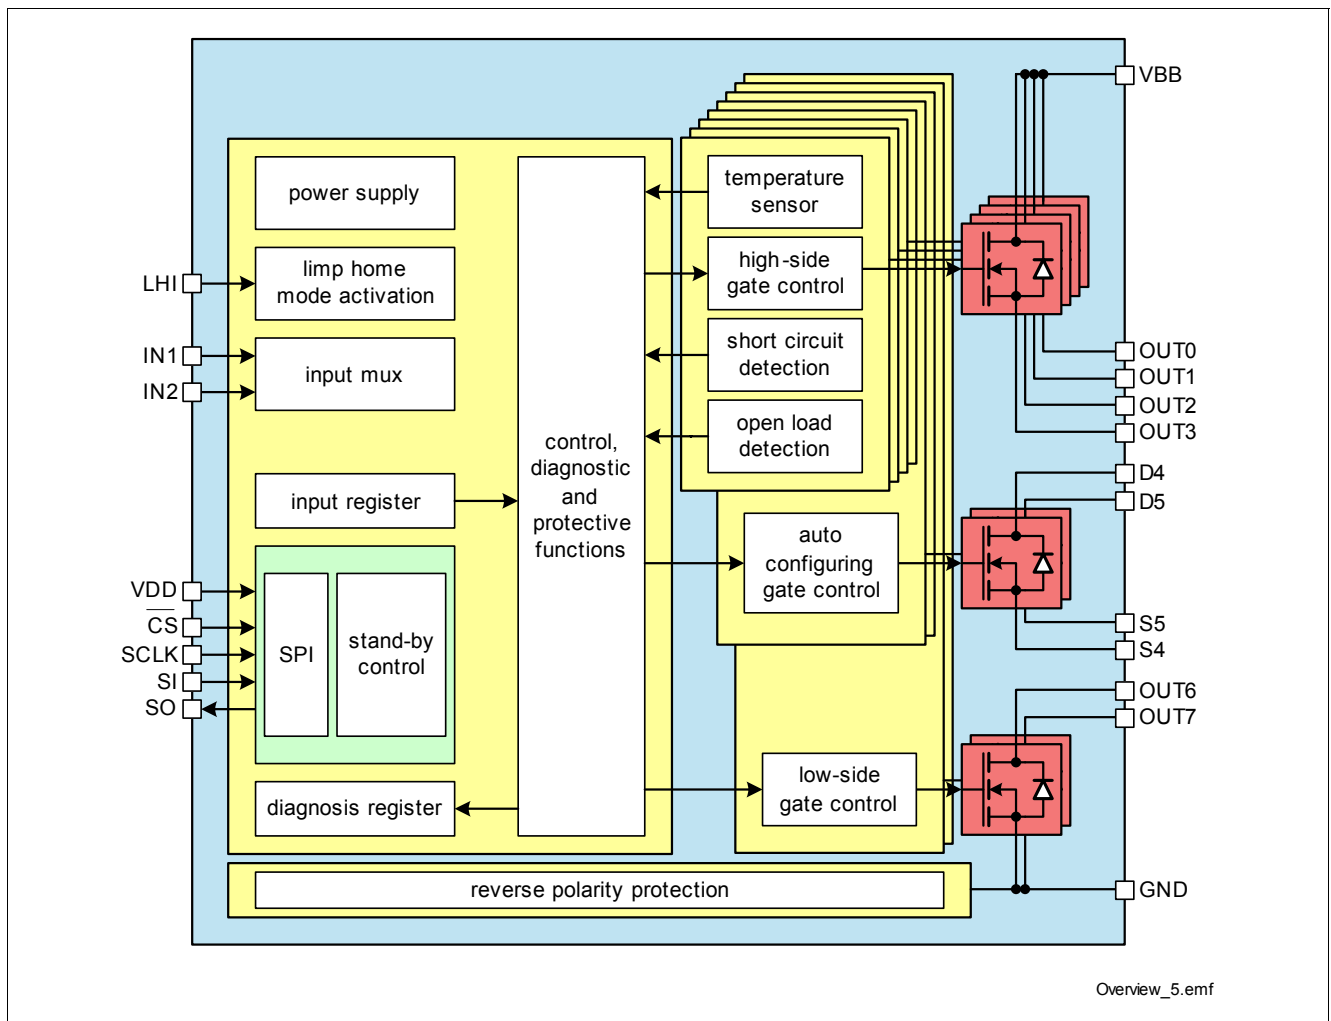 VBB
power supply
temperature
sensor
LHI
limp home
mode activation
high-side
gate control
IN1
IN2
input mux
short circuit
detection
OUT0
OUT1
OUT2
OUT3
open load
detection
control,
diagnostic
and
protective
functions
input register
D4
D5
auto
configuring
gate control
VDD
CS
SCLK
SI
SO
SPI
stand-by
control
S5
S4
OUT6
OUT7
low-side
gate control
diagnosis register
reverse polarity protection
GND
Overview_5.emf